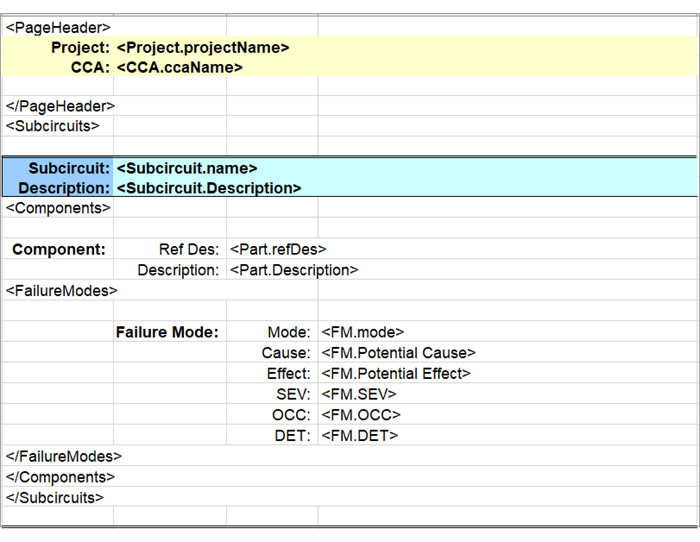 <PageHeader>
Project: <Project.projectName>
CCA: <CCA.ccaName>
</PageHeader>
<Subcircuits>
Subcircuit: <Subcircuit.name>
Description: <Subcircuit.Description>
<Components>
Component: Ref Des: <Part.refDes>
Description: <Part.Description>
<FailureModes>
Failure Mode: Mode: <FM.mode>
Cause: <FM.Potential Cause>
Effect: <FM.Potential Effect>
SEV: <FM.SEV>
OCC: <FM.OCC>
DET: <FM.DET>
</FailureModes>
</Components>
</Subcircuits>